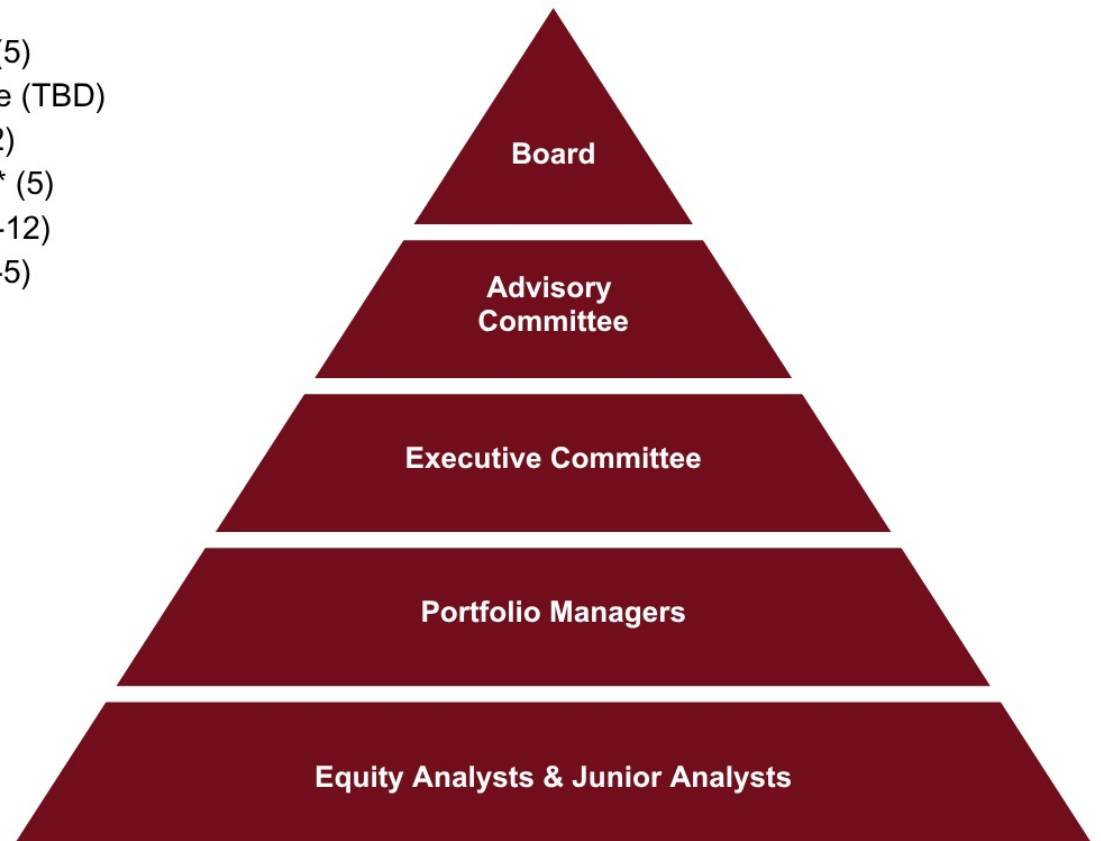 (5)
e (TBD)
2)
* (5)
-12)
-5)
Board
Advisory
Committee
Executive Committee
Portfolio Managers
Equity Analysts & Junior Analysts